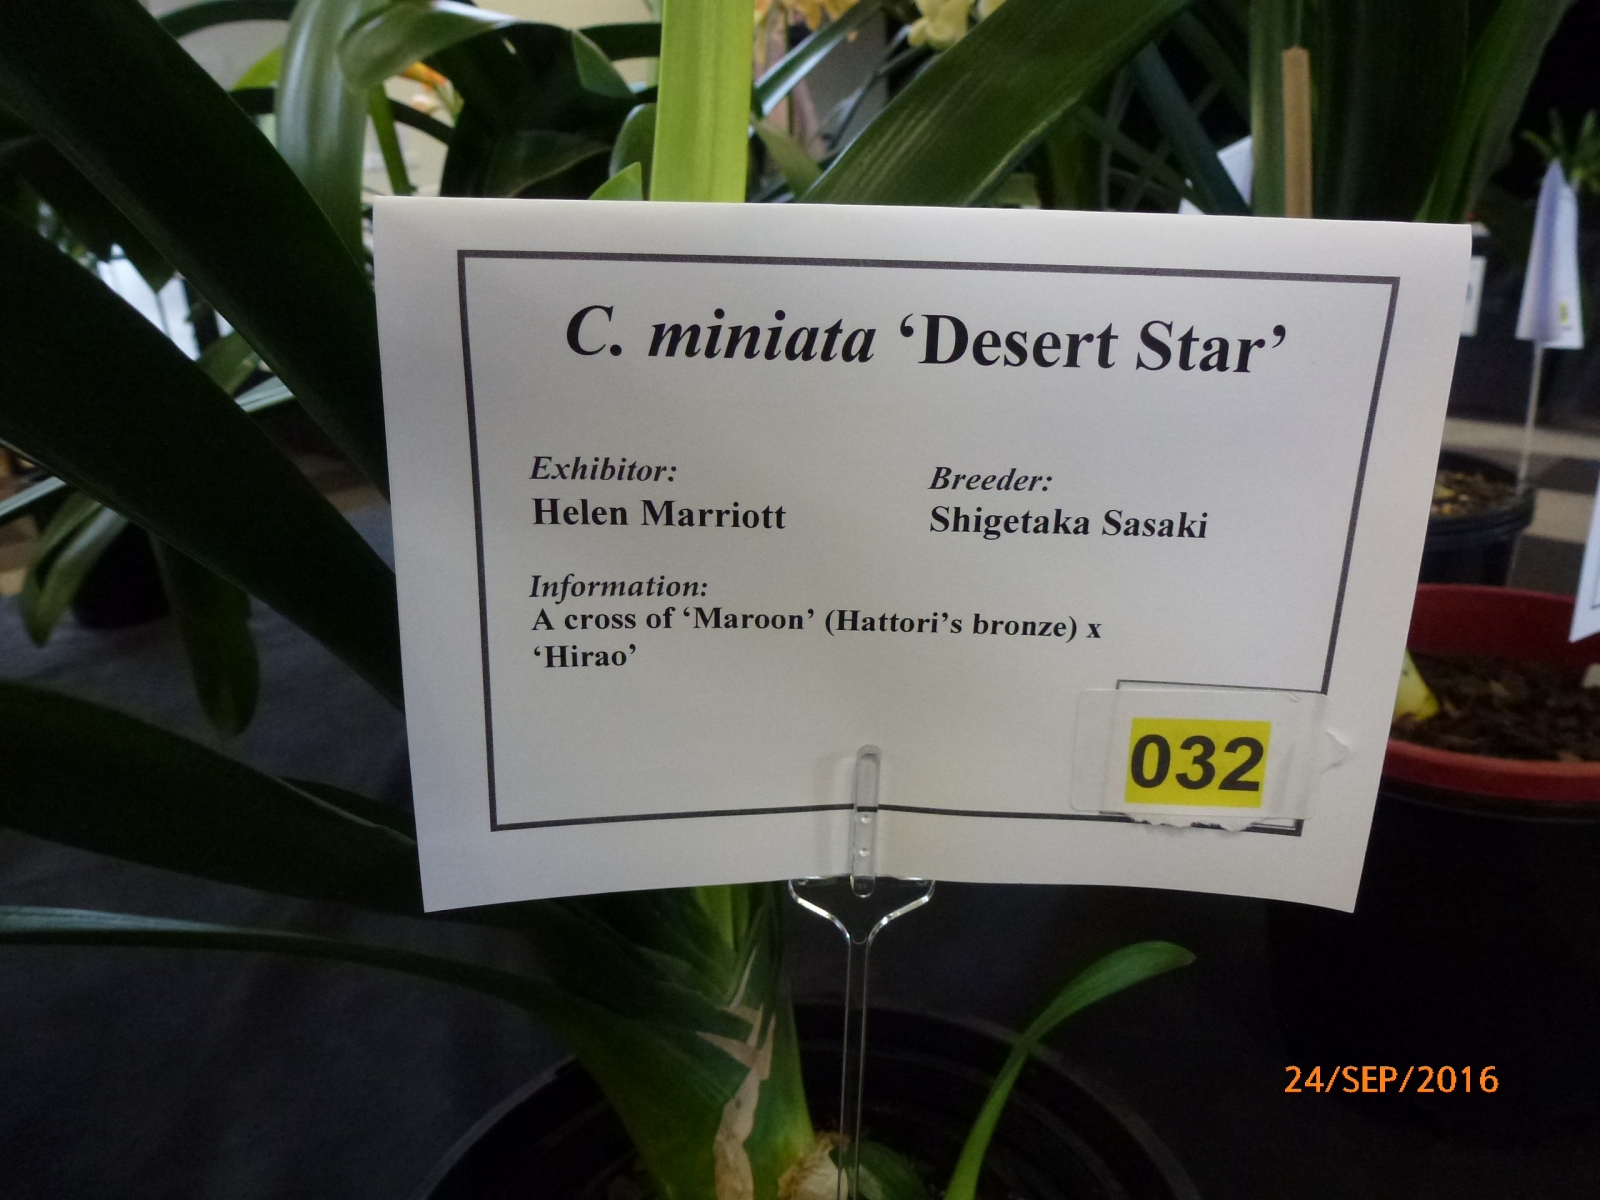 C. miniata ‘Desert Star’
Exhibitor:
Helen Marriott
Breeder:
Shigetaka Sasaki
Information:
A cross of ‘Maroon’ (Hattori’s bronze) x
‘Hirao’
032
24/SEP/2016